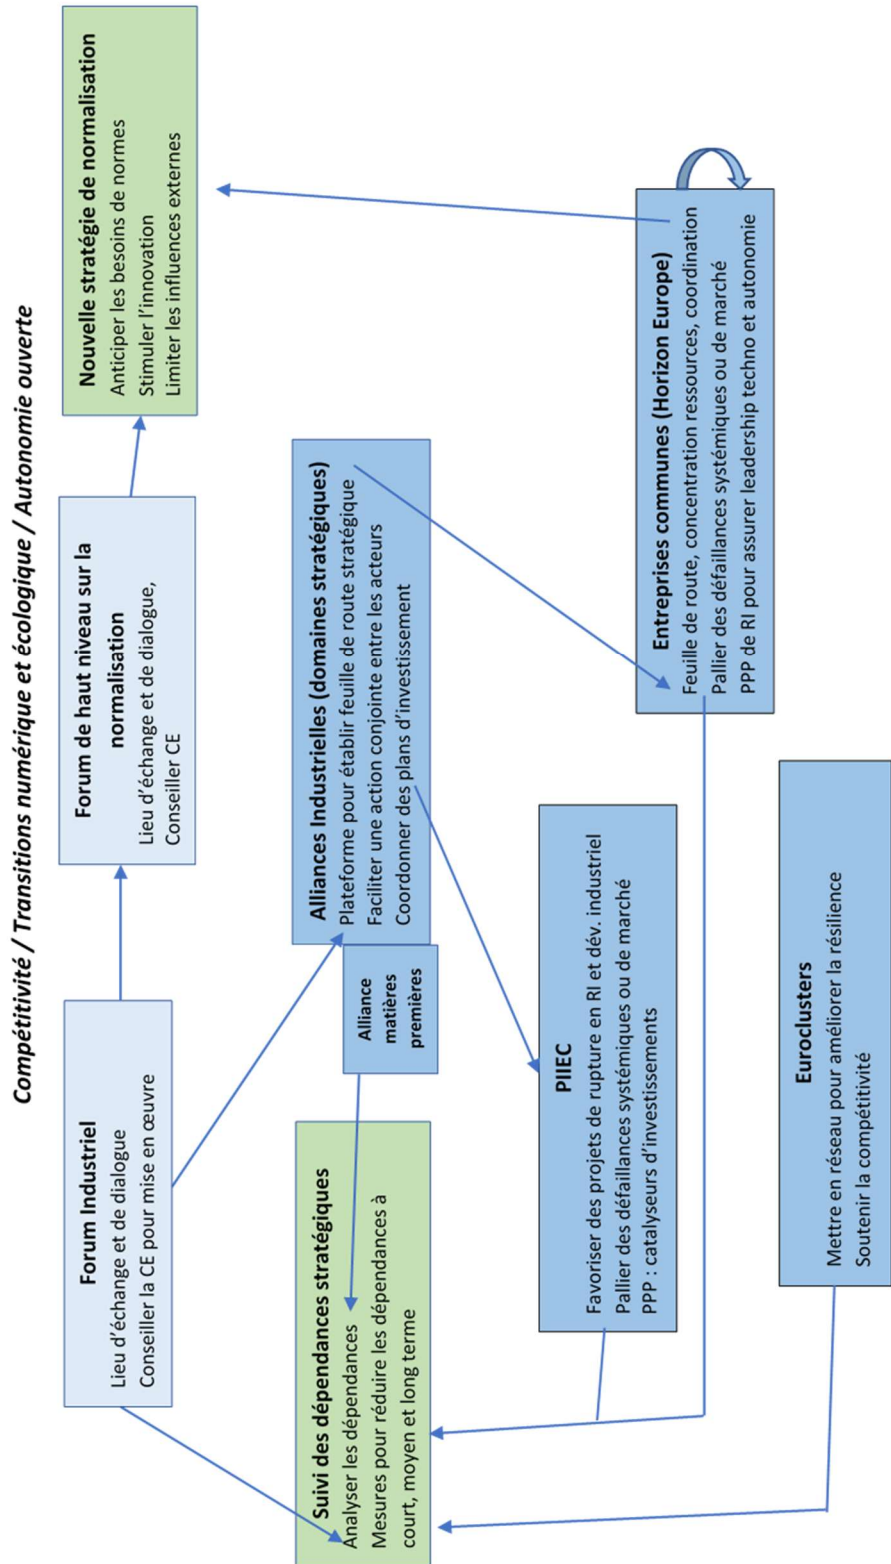 Compétitivité / Transitions numérique et écologique / Autonomie ouverte
Forum Industriel
Lieu d'échange et de dialogue
Conseiller la CE pour mise en œuvre
Forum de haut niveau sur la
normalisation
Lieu d'échange et de dialogue,
Conseiller CE
Nouvelle stratégie de normalisation
Anticiper les besoins de normes
Stimuler l'innovation
Limiter les influences externes
Suivi des dépendances stratégiques
Analyser les dépendances
Mesures pour réduire les dépendances à
court, moyen et long terme
Alliance
matières
premières
Alliances Industrielles (domaines stratégiques)
Plateforme pour établir feuille de route stratégique
Faciliter une action conjointe entre les acteurs
Coordonner des plans d'investissement
PIIEC
Favoriser des projets de rupture en RI et dév. industriel
Pallier des défaillances systémiques ou de marché
PPP : catalyseurs d'investissements
Entreprises communes (Horizon Europe)
Feuille de route, concentration ressources, coordination
Pallier des défaillances systémiques ou de marché
PPP de RI pour assurer leadership techno et autonomie
Euroclusters
Mettre en réseau pour améliorer la résilience
Soutenir la compétitivité